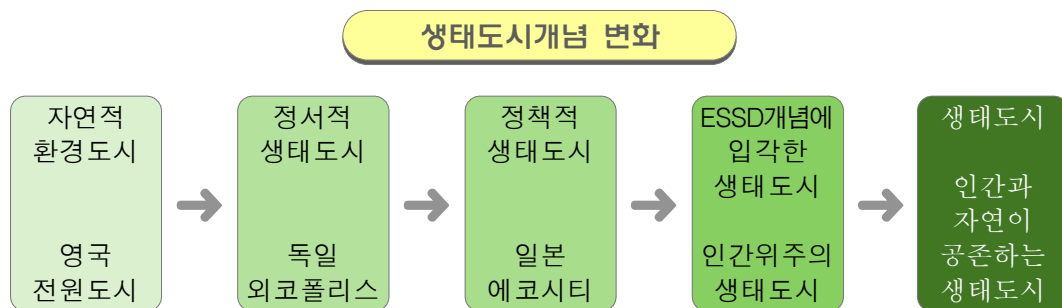 생태도시개념 변화
자연적
환경도시
영국
전원도시
정서적
생태도시
독일
외코폴리스
정책적
생태도시
일본
에코시티
ESSD개념에
입각한
생태도시
인간위주의
생태도시
생태도시
인간과
자연이
공존하는
생태도시